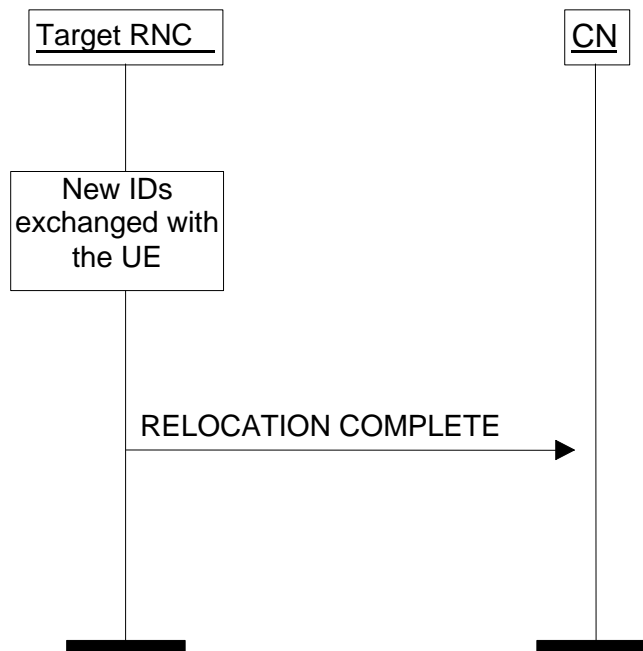 Target RNC
CN
New IDs
exchanged with
the UE
RELOCATION COMPLETE